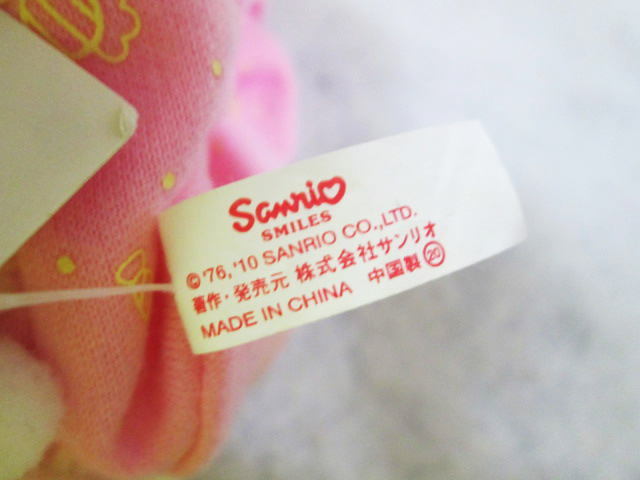 Sanrio
SMILES
©'76,'10 SANRIO CO.,LTD.
著作・発売元 株式会社サンリオ
MADE IN CHINA 中国製 ⑳